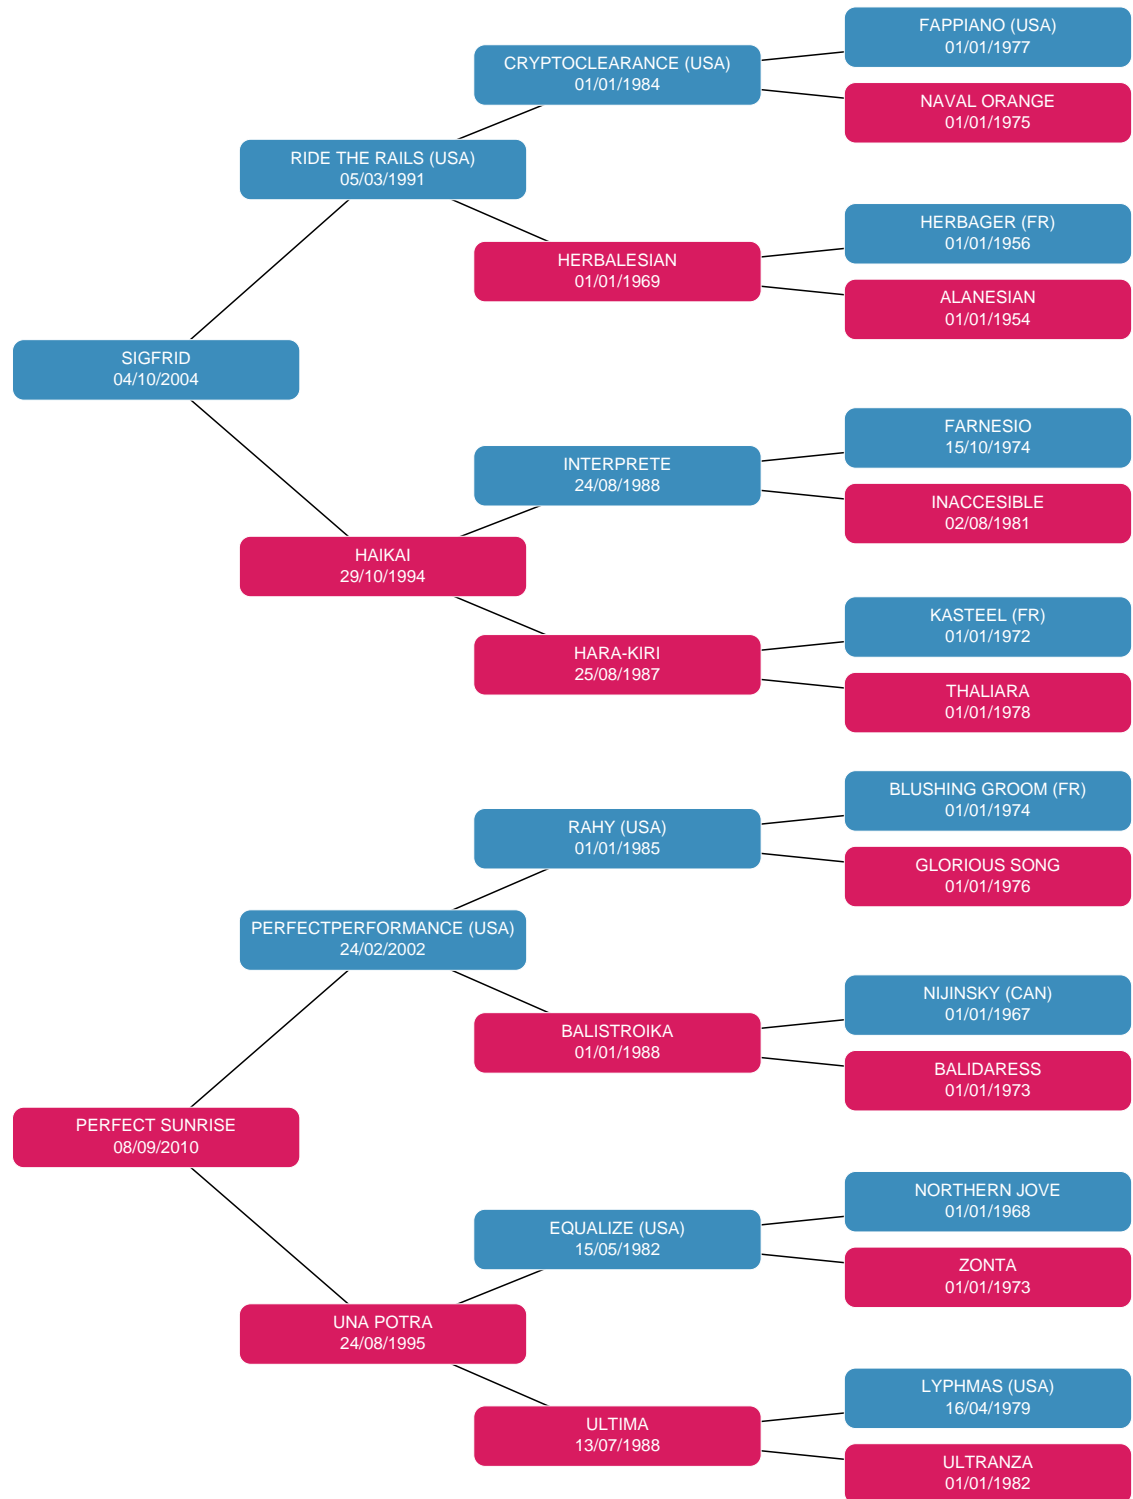 FAPPIANO (USA)
01/01/1977
CRYPTOCLEARANCE (USA)
01/01/1984
NAVAL ORANGE
01/01/1975
RIDE THE RAILS (USA)
05/03/1991
HERBAGER (FR)
01/01/1956
HERBALESIAN
01/01/1969
ALANESIAN
01/01/1954
SIGFRID
04/10/2004
FARNESIO
15/10/1974
INTERPRETE
24/08/1988
INACCESIBLE
02/08/1981
HAIKAI
29/10/1994
KASTEEL (FR)
01/01/1972
HARA-KIRI
25/08/1987
THALIARA
01/01/1978
BLUSHING GROOM (FR)
01/01/1974
RAHY (USA)
01/01/1985
GLORIOUS SONG
01/01/1976
PERFECTPERFORMANCE (USA)
24/02/2002
NIJINSKY (CAN)
01/01/1967
BALISTROIKA
01/01/1988
BALIDARESS
01/01/1973
PERFECT SUNRISE
08/09/2010
NORTHERN JOVE
01/01/1968
EQUALIZE (USA)
15/05/1982
ZONTA
01/01/1973
UNA POTRA
24/08/1995
LYPHMAS (USA)
16/04/1979
ULTIMA
13/07/1988
ULTRANZA
01/01/1982